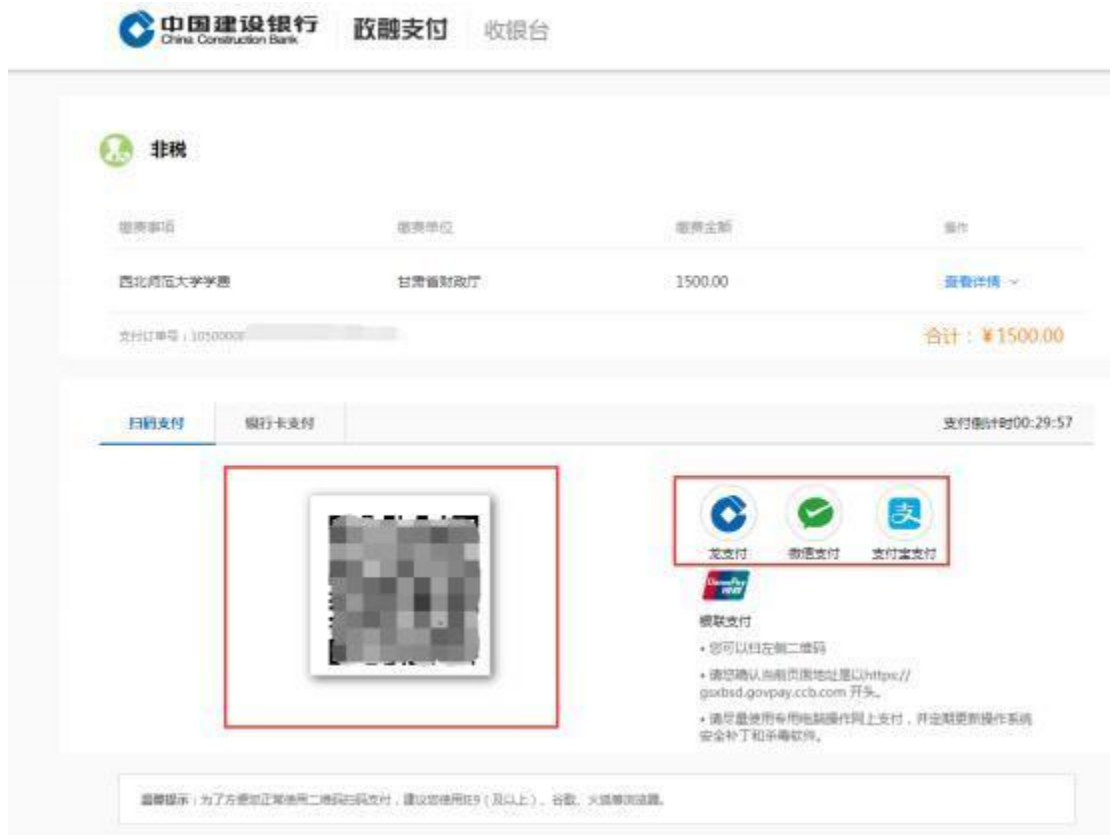 中国建设银行 政融支付 收银台
China Construction Bank
非税
缴费事项 缴费单位 缴费金额 操作
西北师范大学学费 甘肃省财政厅 1500.00 查看详情
支付订单号：10500000 合计：¥1500.00
扫码支付 银行卡支付 支付倒计时00:29:57
龙支付 微信支付 支付宝支付
UnionPay
银联
银联支付
• 您可以扫左侧二维码
• 请您确认当前页面地址是以https://
gsxbsd.govpay.ccb.com 开头。
• 请尽量使用专用电脑操作网上支付，并定期更新操作系统
安全补丁和杀毒软件。
温馨提示：为了方便您正常使用二维码扫码支付，建议您使用IE9（及以上）、谷歌、火狐等浏览器。